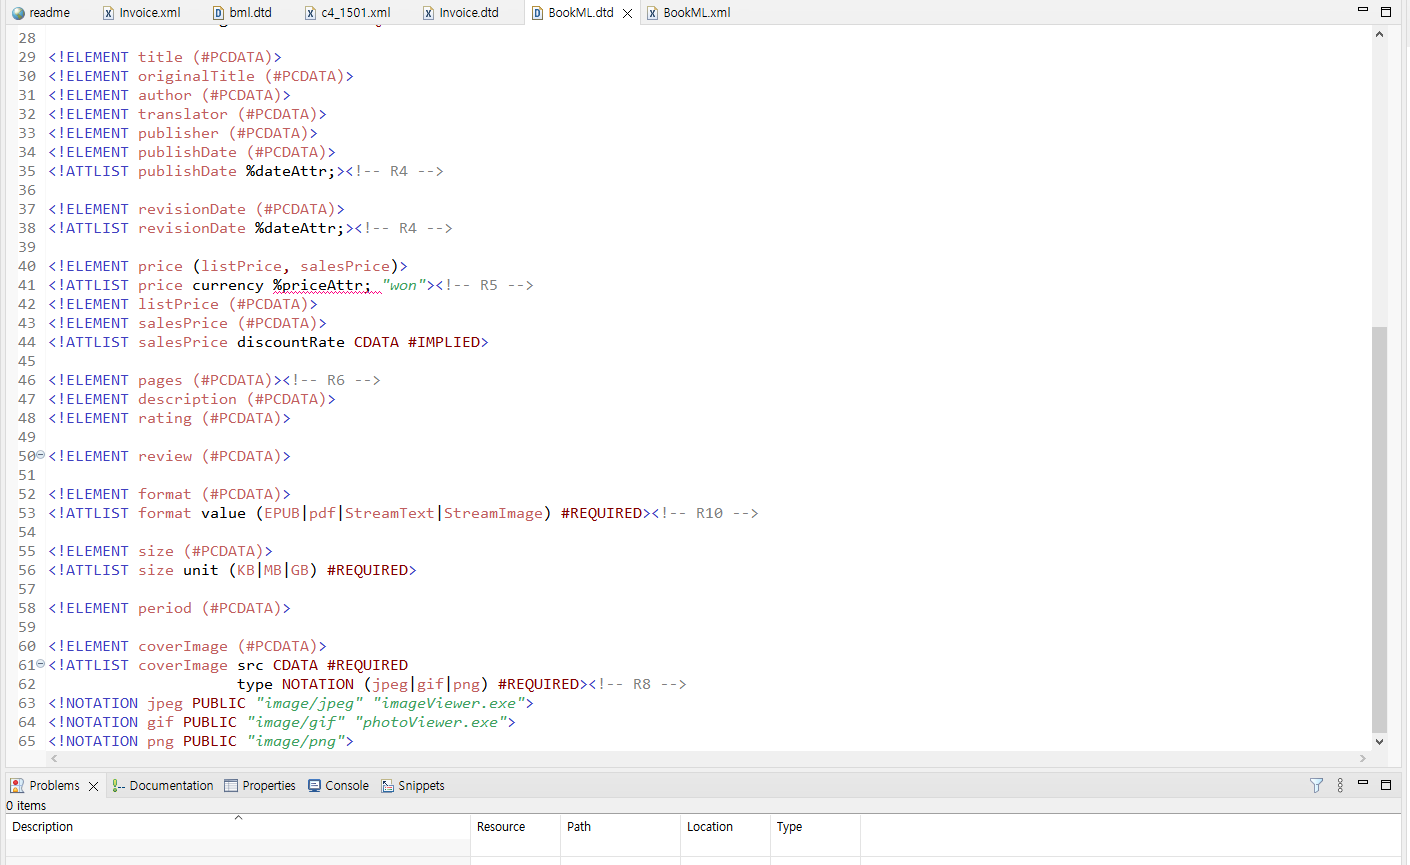 readme Invoice.xml bml.dtd c4_1501.xml Invoice.dtd BookML.dtd BookML.xml
28
29 <!ELEMENT title (#PCDATA)>
30 <!ELEMENT originalTitle (#PCDATA)>
31 <!ELEMENT author (#PCDATA)>
32 <!ELEMENT translator (#PCDATA)>
33 <!ELEMENT publisher (#PCDATA)>
34 <!ELEMENT publishDate (#PCDATA)>
35 <!ATTLIST publishDate %dateAttr;><!-- R4 -->
36
37 <!ELEMENT revisionDate (#PCDATA)>
38 <!ATTLIST revisionDate %dateAttr;><!-- R4 -->
39
40 <!ELEMENT price (listPrice, salesPrice)>
41 <!ATTLIST price currency %priceAttr; "won"><!-- R5 -->
42 <!ELEMENT listPrice (#PCDATA)>
43 <!ELEMENT salesPrice (#PCDATA)>
44 <!ATTLIST salesPrice discountRate CDATA #IMPLIED>
45
46 <!ELEMENT pages (#PCDATA)><!-- R6 -->
47 <!ELEMENT description (#PCDATA)>
48 <!ELEMENT rating (#PCDATA)>
49
50 <!ELEMENT review (#PCDATA)>
51
52 <!ELEMENT format (#PCDATA)>
53 <!ATTLIST format value (EPUB|pdf|StreamText|StreamImage) #REQUIRED><!-- R10 -->
54
55 <!ELEMENT size (#PCDATA)>
56 <!ATTLIST size unit (KB|MB|GB) #REQUIRED>
57
58 <!ELEMENT period (#PCDATA)>
59
60 <!ELEMENT coverImage (#PCDATA)>
61 <!ATTLIST coverImage src CDATA #REQUIRED
62 type NOTATION (jpeg|gif|png) #REQUIRED><!-- R8 -->
63 <!NOTATION jpeg PUBLIC "image/jpeg" "imageViewer.exe">
64 <!NOTATION gif PUBLIC "image/gif" "photoViewer.exe">
65 <!NOTATION png PUBLIC "image/png">
Problems Documentation Properties Console Snippets
0 items
Description Resource Path Location Type